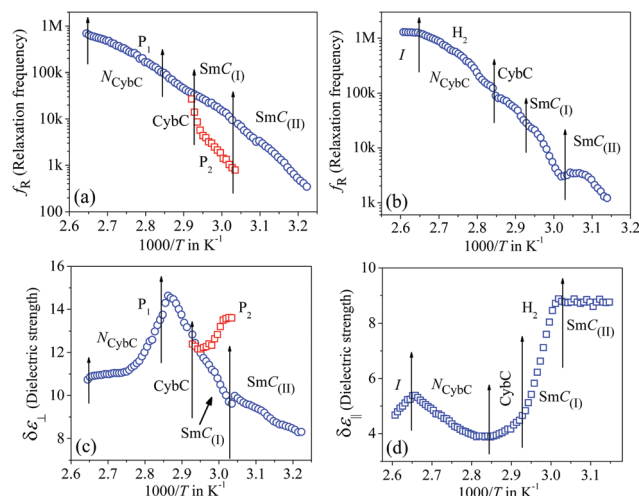 1M
100k
10k
1k
100
f_R (Relaxation frequency)
P_1
N_CybC
SmC_(I)
SmC_(II)
CybC
P_2
(a)
2.6 2.7 2.8 2.9 3.0 3.1 3.2 3.3
1000/T in K^-1
1M
100k
10k
1k
f_R (Relaxation frequency)
H_2
I
N_CybC
CybC
SmC_(I)
SmC_(II)
(b)
2.6 2.7 2.8 2.9 3.0 3.1 3.2
1000/T in K^-1
16
14
12
10
8
δε_⊥ (Dielectric strength)
P_1
P_2
N_CybC
CybC
SmC_(II)
SmC_(I)
(c)
2.6 2.7 2.8 2.9 3.0 3.1 3.2 3.3
1000/T in K^-1
10
8
6
4
2
δε_∥ (Dielectric strength)
H_2
SmC_(II)
I
N_CybC
CybC
SmC_(I)
(d)
2.6 2.7 2.8 2.9 3.0 3.1 3.2
1000/T in K^-1